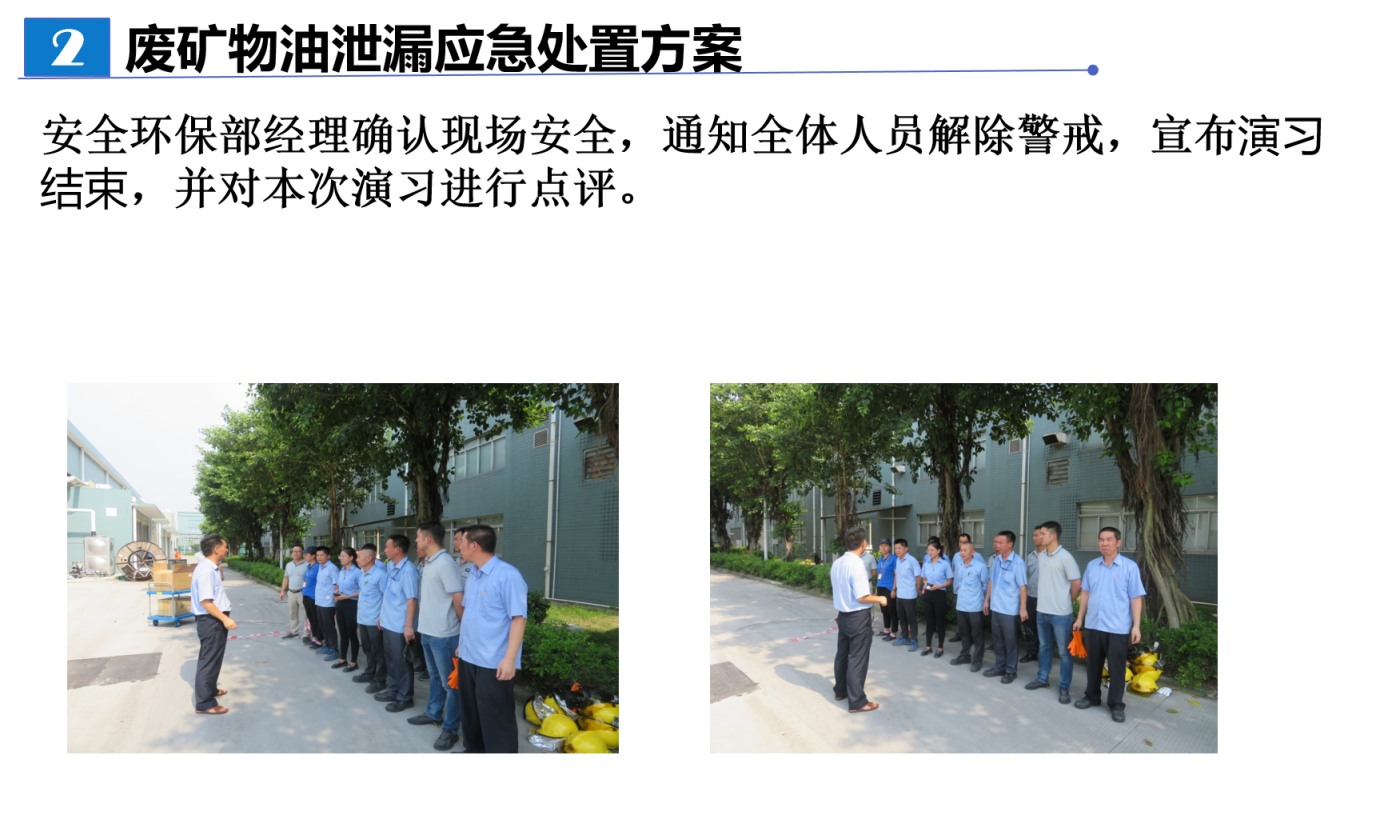 2 废矿物油泄漏应急处置方案
安全环保部经理确认现场安全，通知全体人员解除警戒，宣布演习
结束，并对本次演习进行点评。